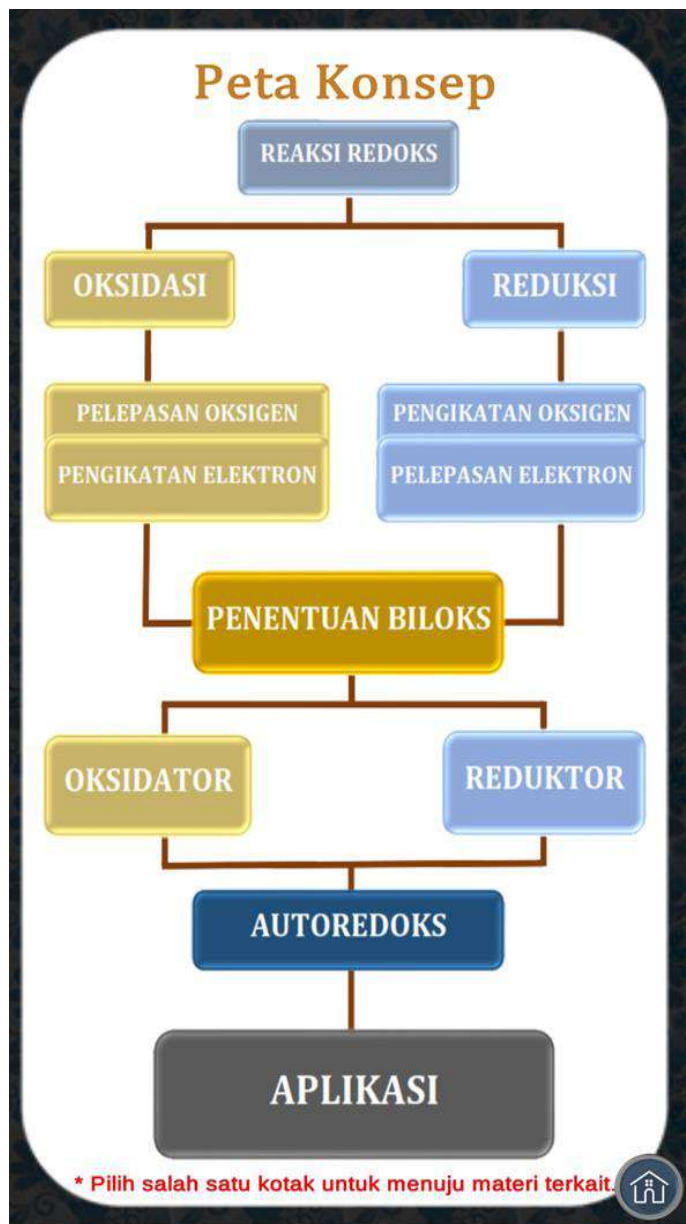 Peta Konsep
REAKSI REDOKS
OKSIDASI
REDUKSI
PELEPASAN OKSIGEN
PENGIKATAN OKSIGEN
PENGIKATAN ELEKTRON
PELEPASAN ELEKTRON
PENENTUAN BILOKS
OKSIDATOR
REDUKTOR
AUTOREDOKS
APLIKASI
* Pilih salah satu kotak untuk menuju materi terkait.